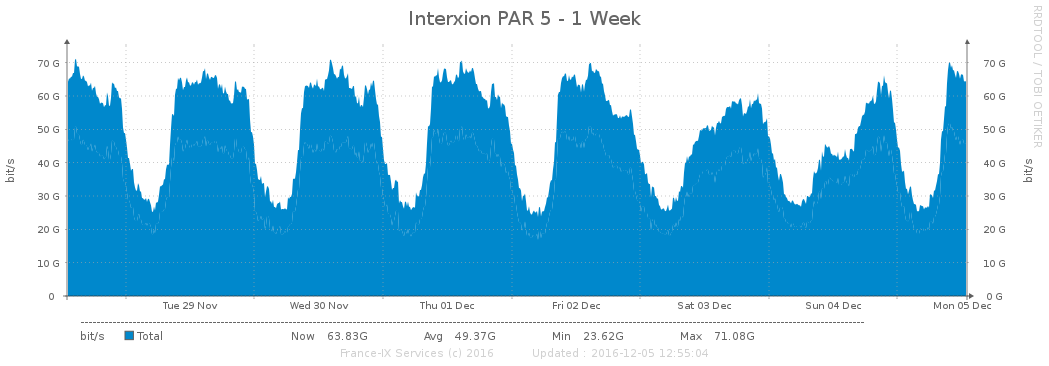 Interxion PAR 5 - 1 Week
RRDTOOL / TOBI OETIKER
bit/s
bit/s
70 G 70 G
60 G 60 G
50 G 50 G
40 G 40 G
30 G 30 G
20 G 20 G
10 G 10 G
0 0 G
Tue 29 Nov Wed 30 Nov Thu 01 Dec Fri 02 Dec Sat 03 Dec Sun 04 Dec Mon 05 Dec
bit/s Total Now 63.83G Avg 49.37G Min 23.62G Max 71.08G
France-IX Services (c) 2016 Updated : 2016-12-05 12:55:04